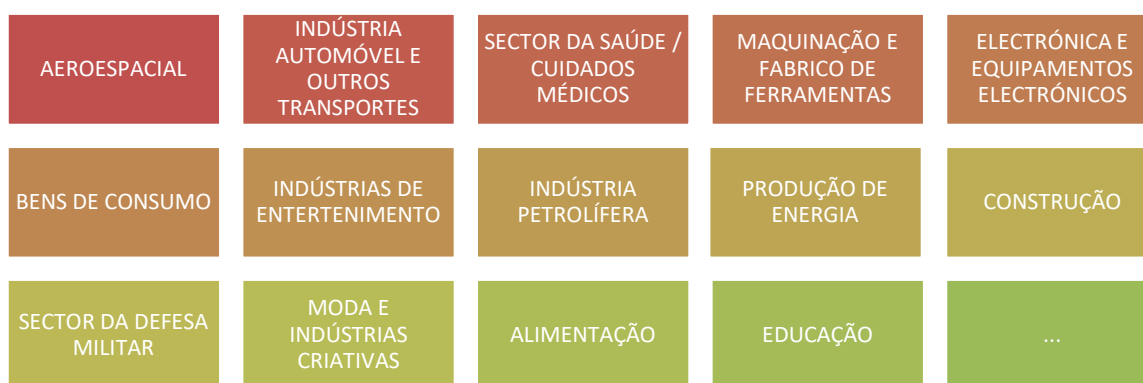 AEROESPACIAL
INDÚSTRIA
AUTOMÓVEL E
OUTROS
TRANSPORTES
SECTOR DA SAÚDE /
CUIDADOS
MÉDICOS
MAQUINAÇÃO E
FABRICO DE
FERRAMENTAS
ELECTRÓNICA E
EQUIPAMENTOS
ELECTRÓNICOS
BENS DE CONSUMO
INDÚSTRIAS DE
ENTERTENIMENTO
INDÚSTRIA
PETROLÍFERA
PRODUÇÃO DE
ENERGIA
CONSTRUÇÃO
SECTOR DA DEFESA
MILITAR
MODA E
INDÚSTRIAS
CRIATIVAS
ALIMENTAÇÃO
EDUCAÇÃO
...